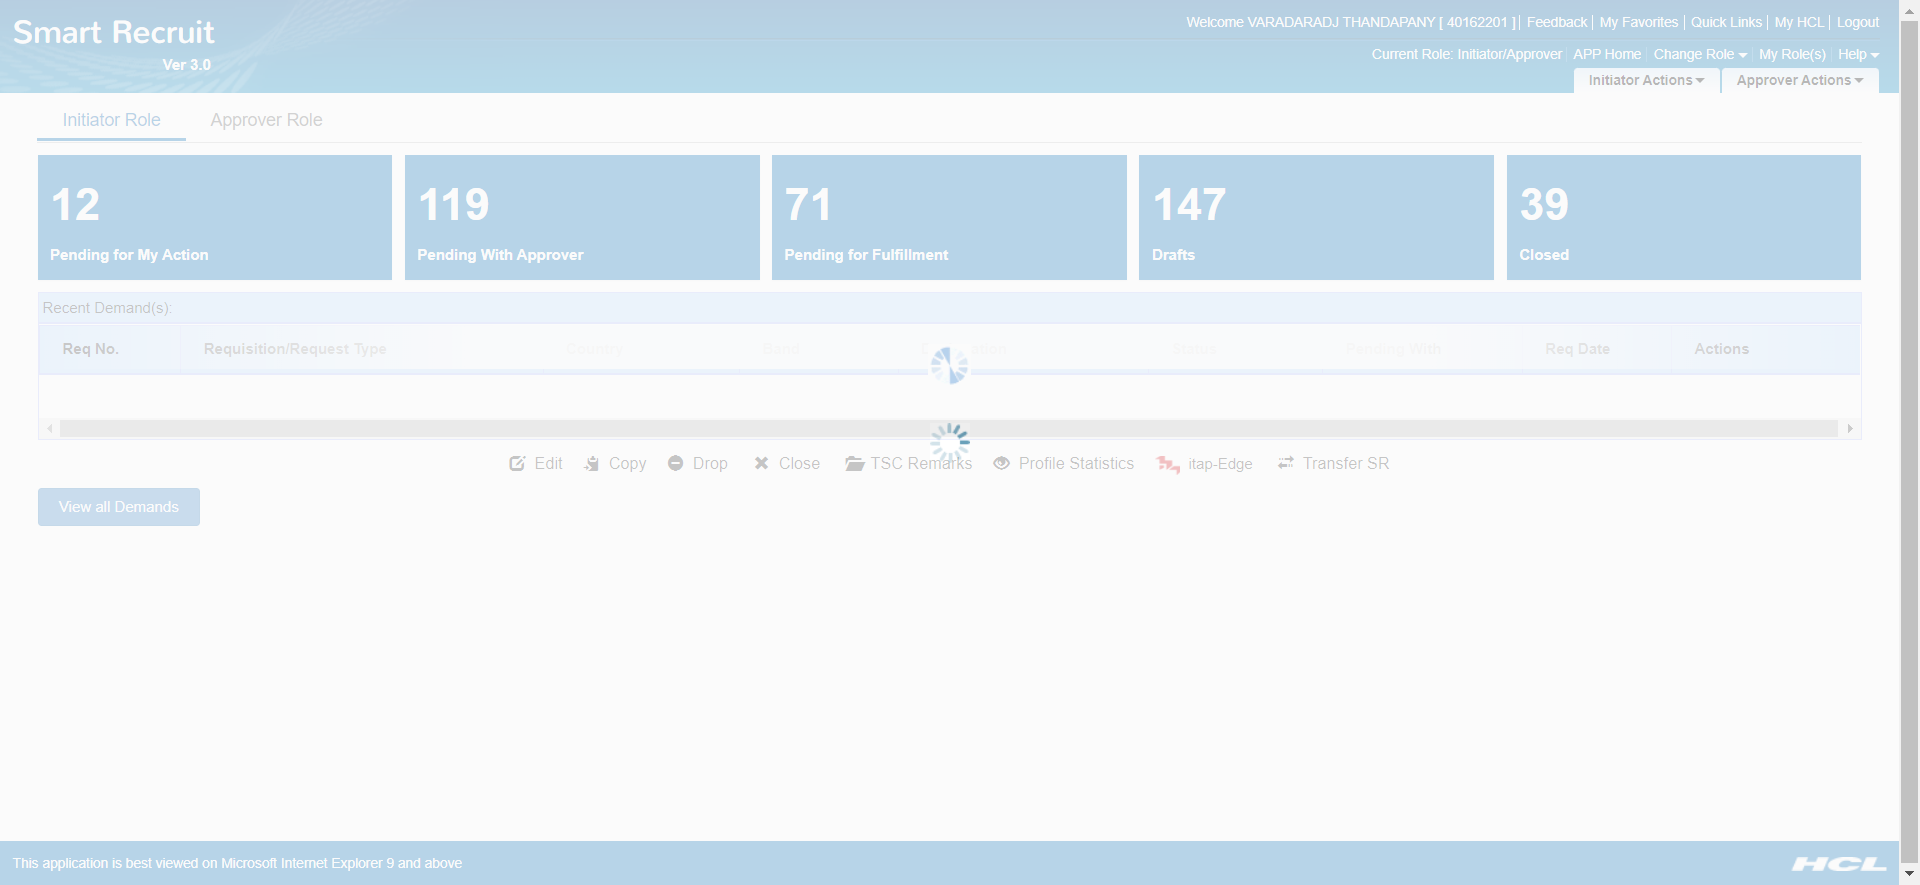 Smart Recruit
Ver 3.0
Welcome VARADARADJ THANDAPANY [ 40162201 ] | Feedback | My Favorites | Quick Links | My HCL | Logout
Current Role: Initiator/Approver APP Home Change Role My Role(s) Help
Initiator Actions Approver Actions
Initiator Role Approver Role
12 119 71 147 39
Pending for My Action Pending With Approver Pending for Fulfillment Drafts Closed
Recent Demand(s):
Req No. Requisition/Request Type Country Band Status Pending With Req Date Actions
Edit Copy Drop Close TSC Remarks Profile Statistics itap-Edge Transfer SR
View all Demands
This application is best viewed on Microsoft Internet Explorer 9 and above
HCL